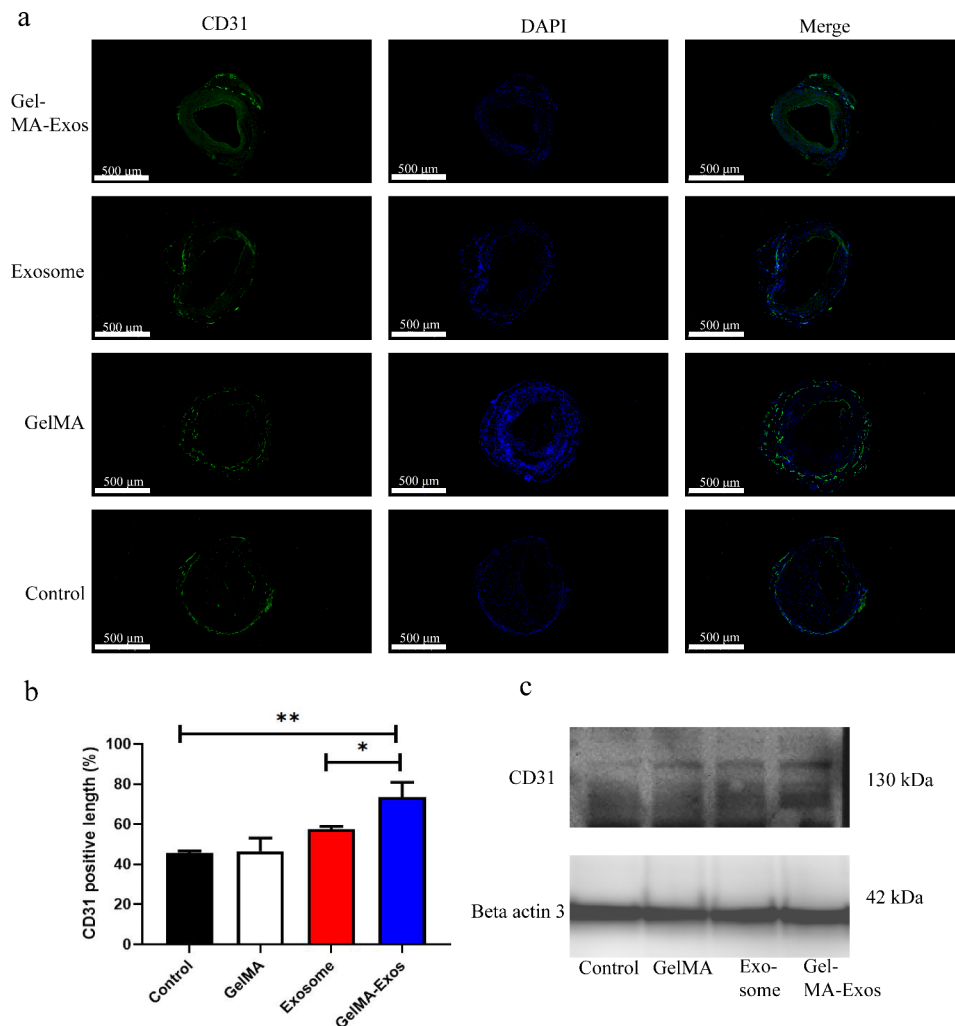 a
CD31 DAPI Merge
Gel-
MA-Exos
500 μm 500 μm 500 μm
Exosome
500 μm 500 μm 500 μm
GelMA
500 μm 500 μm 500 μm
Control
500 μm 500 μm 500 μm
b
**
*
CD31 positive length (%)
100
80
60
40
20
0
Control GelMA Exosome GelMA-Exos
c
CD31 130 kDa
Beta actin 3 42 kDa
Control GelMA Exo- Gel-
some MA-Exos